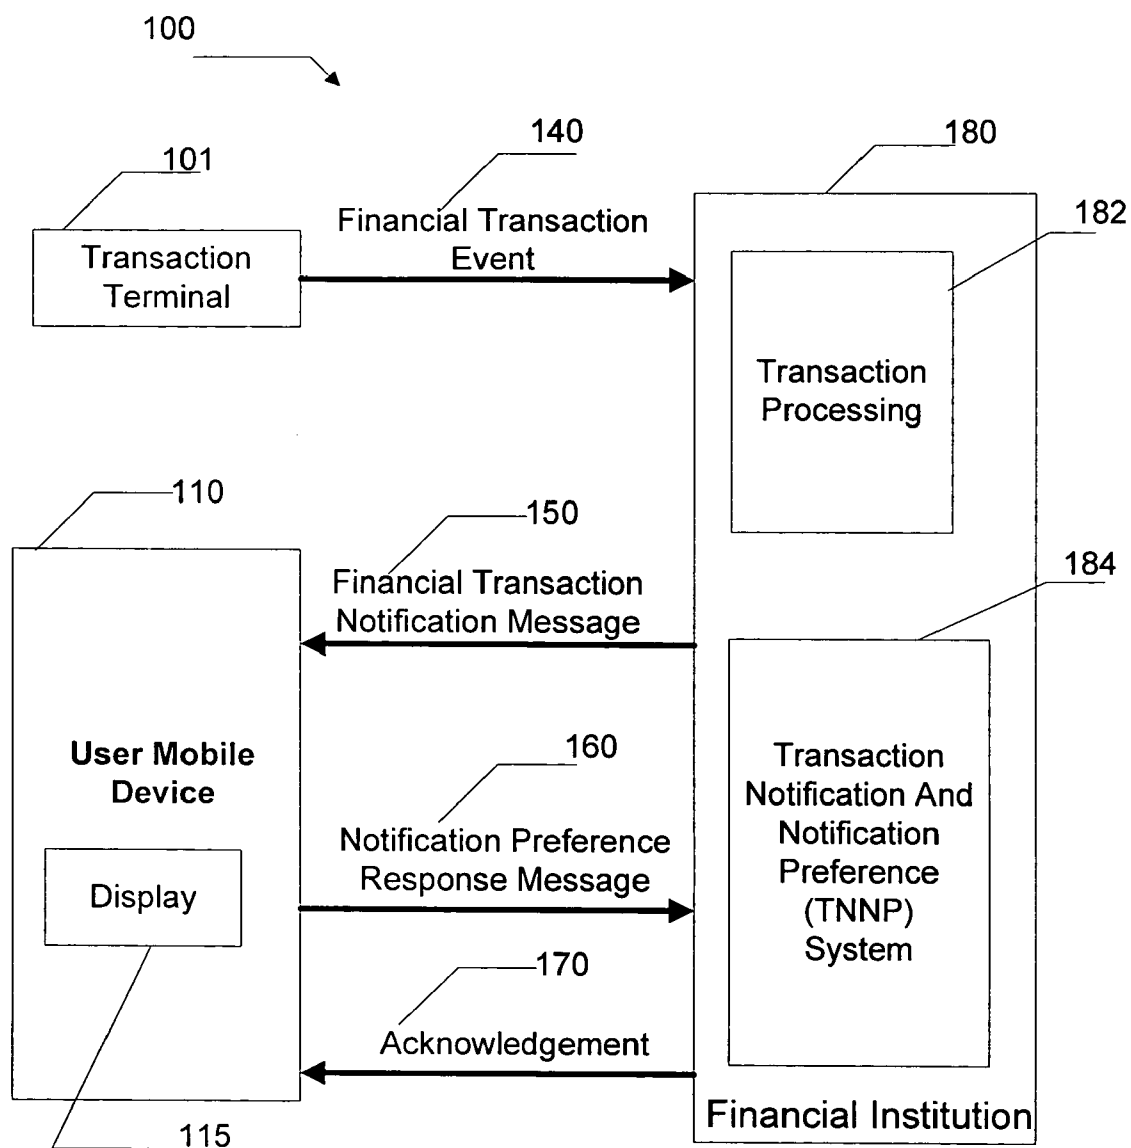 100
140
180
101
182
Financial Transaction
Event
Transaction
Terminal
Transaction
Processing
110
150
184
Financial Transaction
Notification Message
User Mobile
Device
160
Transaction
Notification And
Notification
Preference
(TNNP)
System
Notification Preference
Response Message
Display
170
Acknowledgement
Financial Institution
115